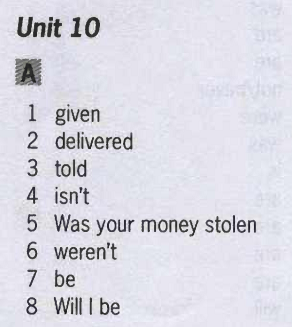 Unit 10
A
1 given
2 delivered
3 told
4 isn't
5 Was your money stolen
6 weren't
7 be
8 Will I be